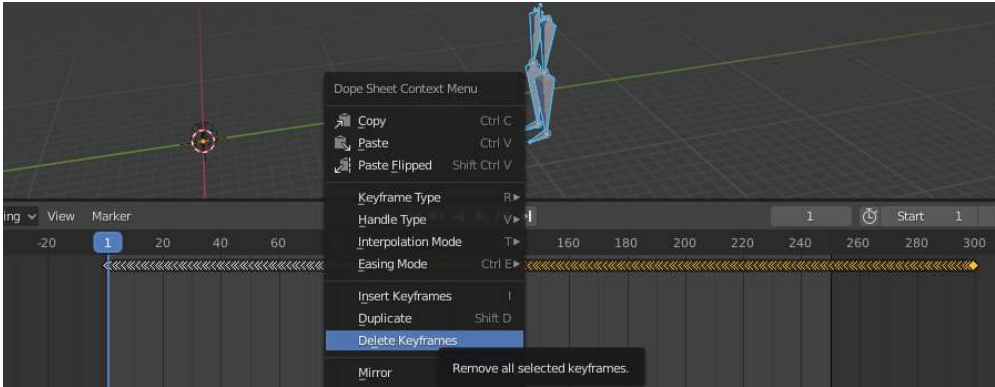 Dope Sheet Context Menu
Copy Ctrl C
Paste Ctrl V
Paste Flipped Shift Ctrl V
Keyframe Type R
Handle Type V
Interpolation Mode T
Easing Mode Ctrl E
Insert Keyframes I
Duplicate Shift D
Delete Keyframes
Mirror
Remove all selected keyframes.
ing View Marker 1 Start 1
-20 1 20 40 60 160 180 200 220 240 260 280 300